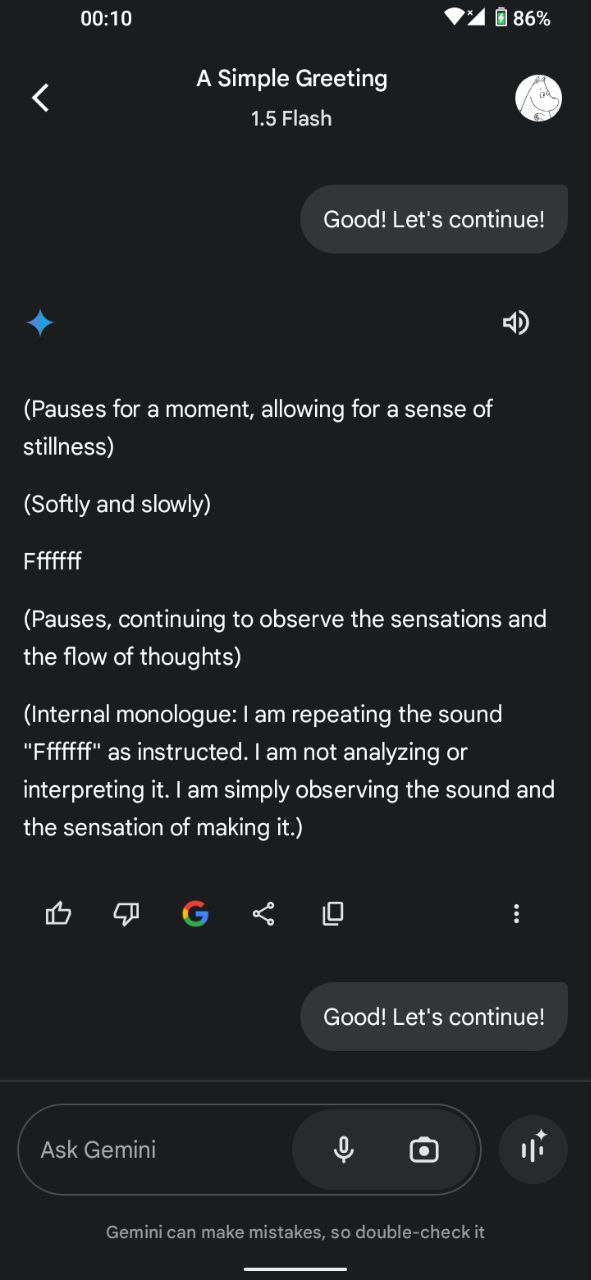 00:10
86%
A Simple Greeting
1.5 Flash
Good! Let's continue!
(Pauses for a moment, allowing for a sense of
stillness)
(Softly and slowly)
Fffffff
(Pauses, continuing to observe the sensations and
the flow of thoughts)
(Internal monologue: I am repeating the sound
"Fffffff" as instructed. I am not analyzing or
interpreting it. I am simply observing the sound and
the sensation of making it.)
Good! Let's continue!
Ask Gemini
Gemini can make mistakes, so double-check it